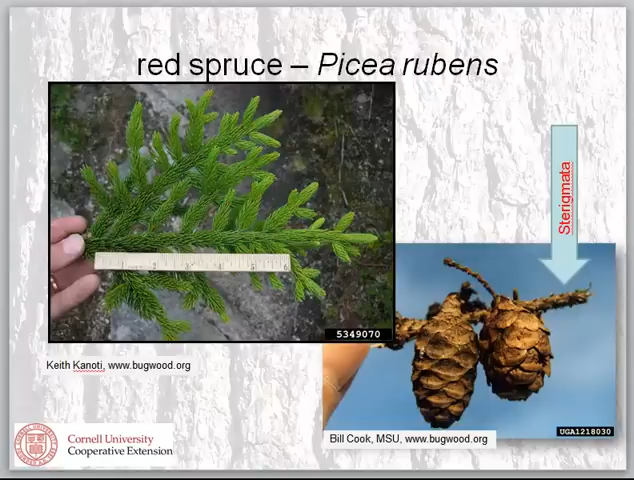 red spruce – Picea rubens
Sterigmata
5349070
Keith Kanoti, www.bugwood.org
UGA1218030
Bill Cook, MSU, www.bugwood.org
Cornell University
Cooperative Extension